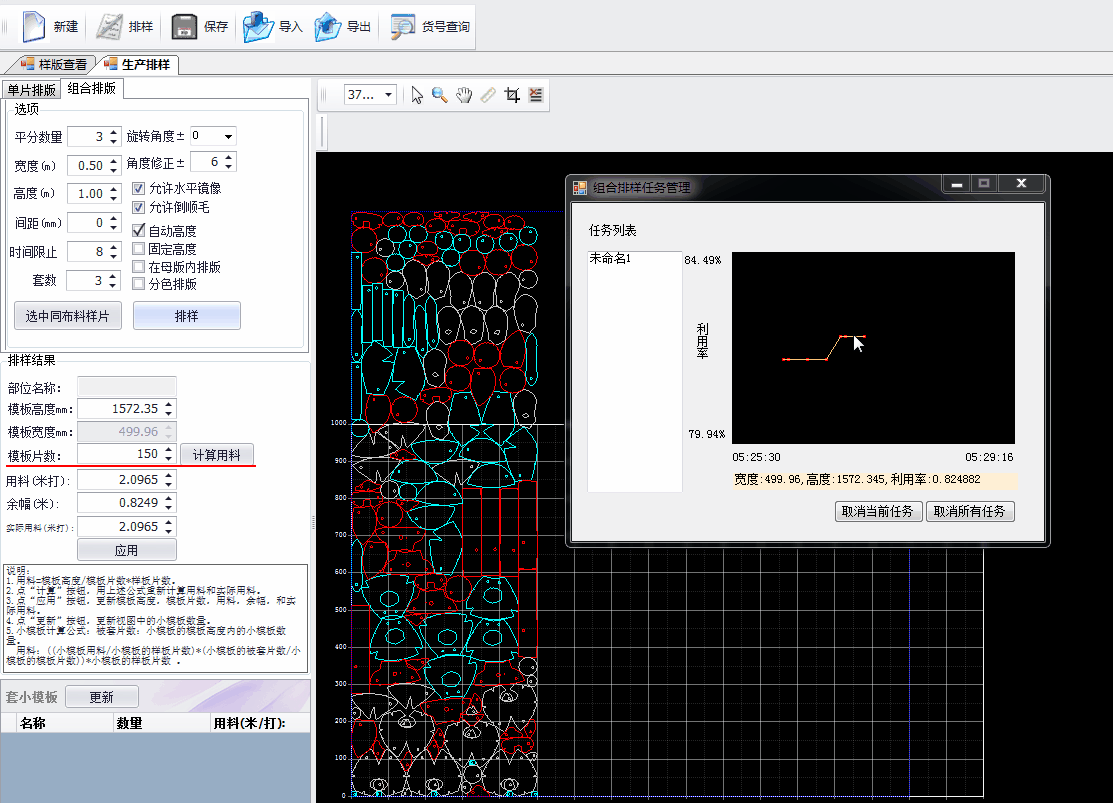 新建 排样 保存 导入 导出 货号查询
样版查看 生产排样
单片排版 组合排版
37...
选项
平分数量 3 旋转角度± 0
宽度(m) 0.50 角度修正± 6
高度(m) 1.00 允许水平镜像
间距(mm) 0 允许倒顺毛
自动高度
时间限止 8 固定高度
在母版内排版
套数 3 分色排版
选中同布料样片 排样
排样结果
部位名称:
模板高度mm: 1572.35
模板宽度mm: 499.96
模板片数: 150 计算用料
用料(米打): 2.0965
余幅(米): 0.8249
实际用料(米打): 2.0965
应用
说明:
1.用料=模板高度/模板片数*样板片数。
2.点“计算”按钮，用上述公式重新计算用料和实际用料。
3.点“应用”按钮，更新模板高度，模板片数，用料，余幅，和实
际用料。
4.点“更新”按钮，更新视图中的小模板数量。
5.小模板计算公式：被套片数：小模板的模板高度内的小模板数
量。
用料：((小模板用料/小模板的样板片数)*(小模板的被套片数/小
模板的模板片数))*小模板的样板片数 。
套小模板 更新
名称 数量 用料(米/打):
1000
900
800
700
600
500
400
300
200
100
0
组合排样任务管理
任务列表
未命名1
84.49%
利用率
79.94%
05:25:30 05:29:16
宽度:499.96,高度:1572.345,利用率:0.824882
取消当前任务 取消所有任务